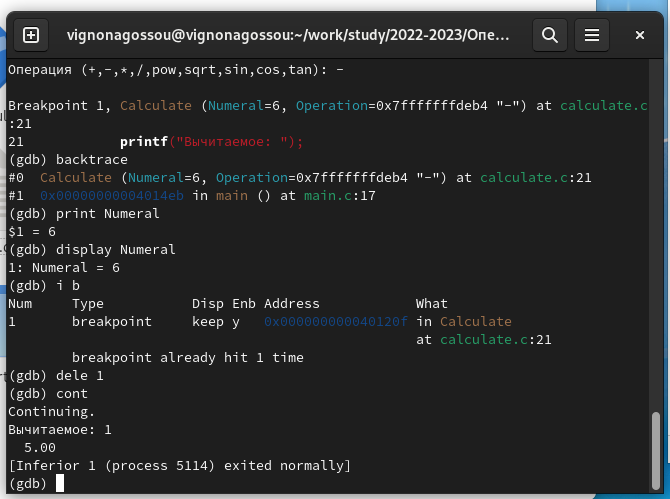 vignonagossou@vignonagossou:~/work/study/2022-2023/Опе...
Операция (+,-,*,/,pow,sqrt,sin,cos,tan): -
Breakpoint 1, Calculate (Numeral=6, Operation=0x7fffffffdeb4 "-") at calculate.c
:21
21 printf("Вычитаемое: ");
(gdb) backtrace
#0 Calculate (Numeral=6, Operation=0x7fffffffdeb4 "-") at calculate.c:21
#1 0x00000000004014eb in main () at main.c:17
(gdb) print Numeral
$1 = 6
(gdb) display Numeral
1: Numeral = 6
(gdb) i b
Num Type Disp Enb Address What
1 breakpoint keep y 0x000000000040120f in Calculate
at calculate.c:21
breakpoint already hit 1 time
(gdb) dele 1
(gdb) cont
Continuing.
Вычитаемое: 1
5.00
[Inferior 1 (process 5114) exited normally]
(gdb)